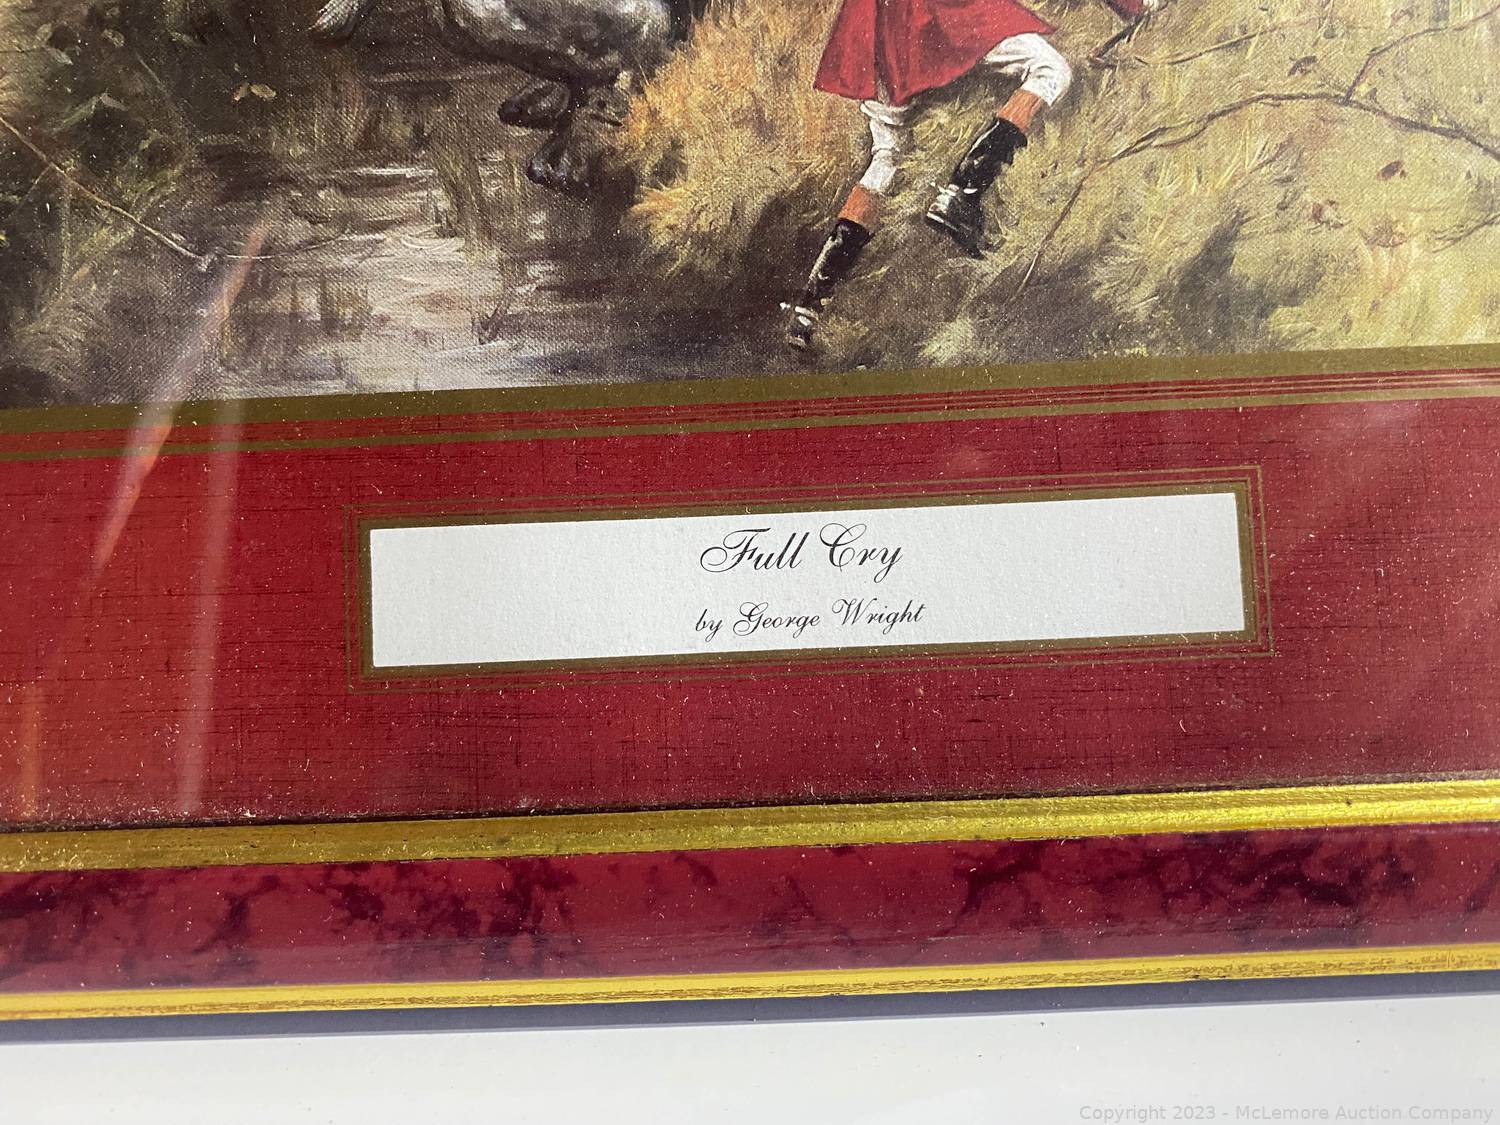 Full Cry
by George Wright
Copyright 2023 - McLemore Auction Company